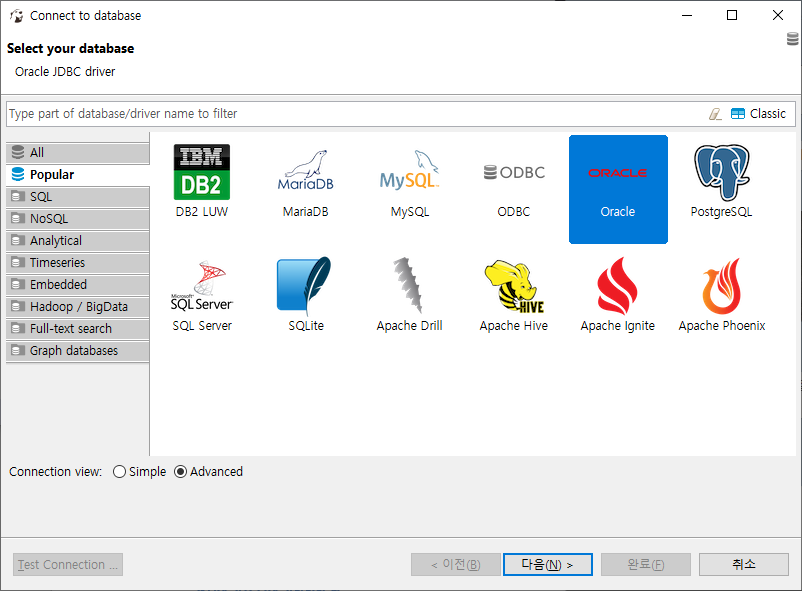 Connect to database
Select your database
Oracle JDBC driver
Type part of database/driver name to filter
Classic
All
Popular
SQL
NoSQL
Analytical
Timeseries
Embedded
Hadoop / BigData
Full-text search
Graph databases
IBM
DB2
DB2 LUW
MariaDB
MariaDB
MySQL
MySQL
ODBC
ODBC
ORACLE
Oracle
PostgreSQL
Microsoft
SQL Server
SQL Server
SQLite
Apache Drill
HIVE
Apache Hive
Apache Ignite
Apache Phoenix
Connection view: Simple Advanced
Test Connection ...
< 이전(B)
다음(N) >
완료(F)
취소